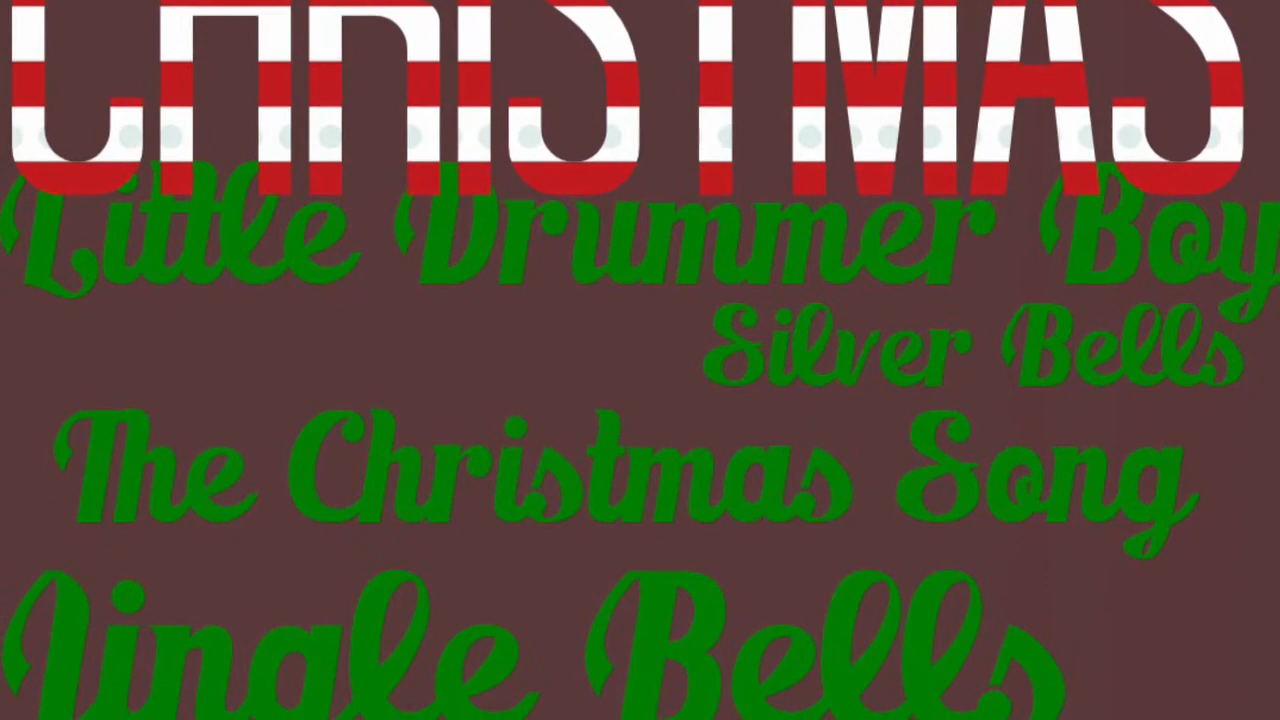 CHRISTMAS
Little Drummer Boy
Silver Bells
The Christmas Song
Jingle Bells